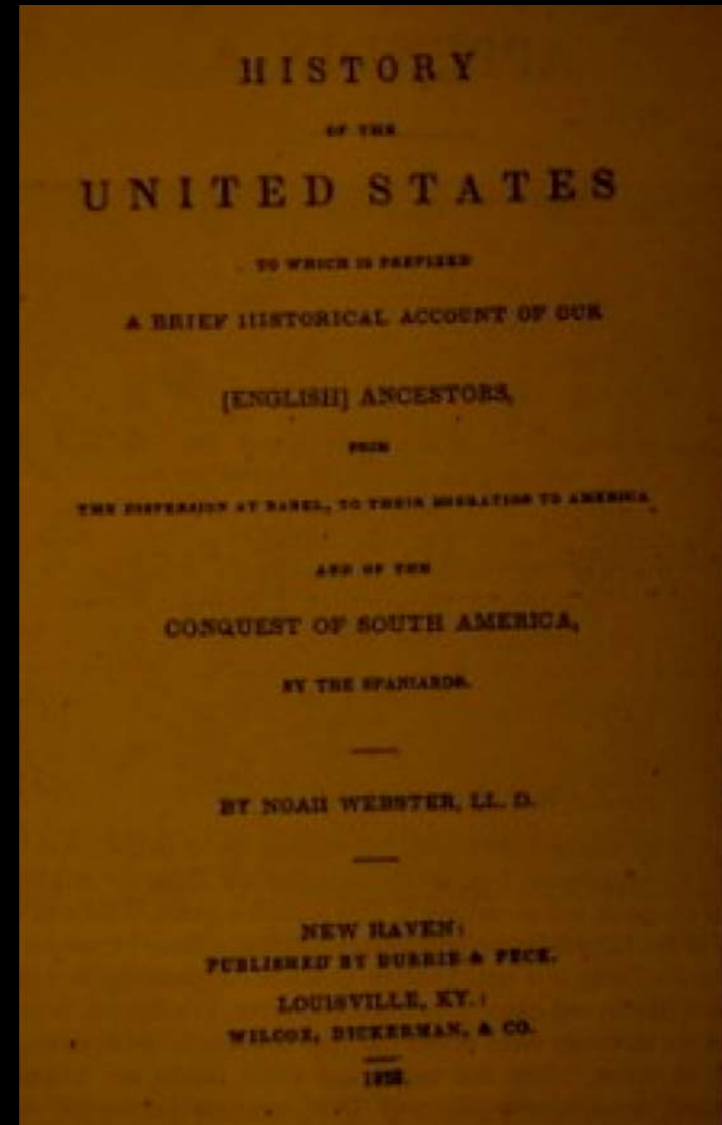 HISTORY
OF THE
UNITED STATES
TO WHICH IS PREFIXED
A BRIEF HISTORICAL ACCOUNT OF OUR
[ENGLISH] ANCESTORS,
FROM
THE DISPERSION AT BABEL, TO THEIR MIGRATION TO AMERICA
AND OF THE
CONQUEST OF SOUTH AMERICA,
BY THE SPANIARDS.
BY NOAH WEBSTER, LL. D.
NEW HAVEN:
PUBLISHED BY DURRIE & PECK.
LOUISVILLE, KY.:
WILCOX, DICKERMAN, & CO.